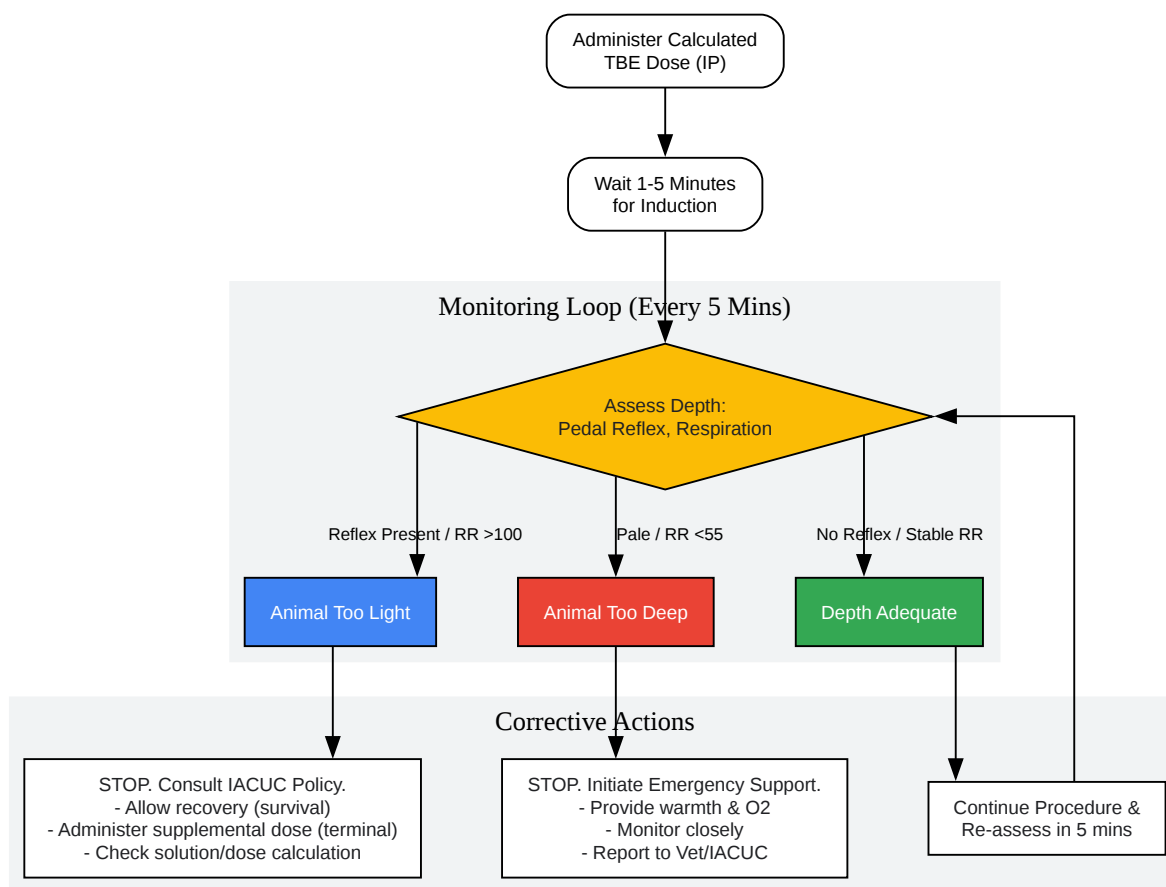 Administer Calculated
TBE Dose (IP)
Wait 1-5 Minutes
for Induction
Monitoring Loop (Every 5 Mins)
Assess Depth:
Pedal Reflex, Respiration
Reflex Present / RR >100
Pale / RR <55
No Reflex / Stable RR
Animal Too Light
Animal Too Deep
Depth Adequate
Corrective Actions
STOP. Consult IACUC Policy.
- Allow recovery (survival)
- Administer supplemental dose (terminal)
- Check solution/dose calculation
STOP. Initiate Emergency Support.
- Provide warmth & O2
- Monitor closely
- Report to Vet/IACUC
Continue Procedure &
Re-assess in 5 mins